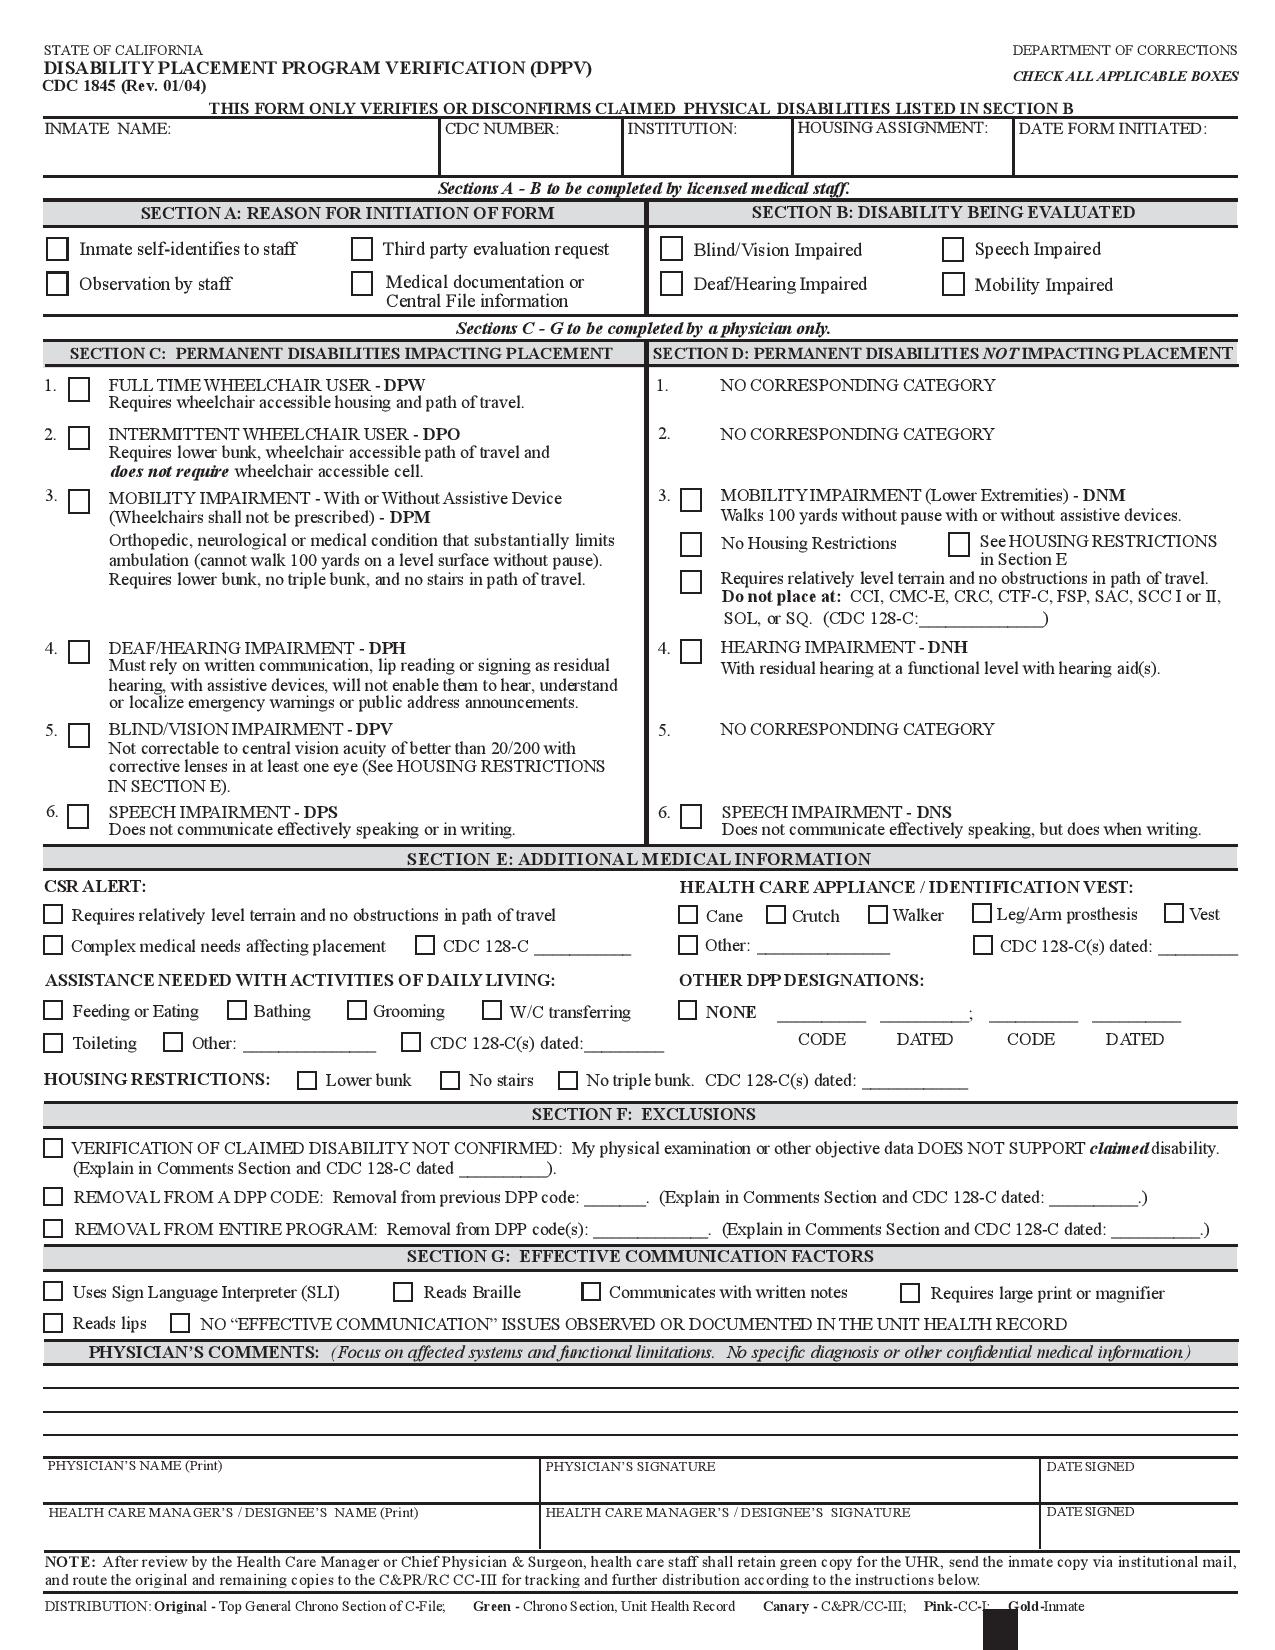 STATE OF CALIFORNIA
DEPARTMENT OF CORRECTIONS
DISABILITY PLACEMENT PROGRAM VERIFICATION (DPPV)
CDC 1845 (Rev. 01/04)
CHECK ALL APPLICABLE BOXES
THIS FORM ONLY VERIFIES OR DISCONFIRMS CLAIMED PHYSICAL DISABILITIES LISTED IN SECTION B
INMATE NAME: CDC NUMBER: INSTITUTION: HOUSING ASSIGNMENT: DATE FORM INITIATED:
Sections A - B to be completed by licensed medical staff.
SECTION A: REASON FOR INITIATION OF FORM
Inmate self-identifies to staff Third party evaluation request
Observation by staff Medical documentation or
Central File information
SECTION B: DISABILITY BEING EVALUATED
Blind/Vision Impaired Speech Impaired
Deaf/Hearing Impaired Mobility Impaired
Sections C - G to be completed by a physician only.
SECTION C: PERMANENT DISABILITIES IMPACTING PLACEMENT
1. FULL TIME WHEELCHAIR USER - DPW
Requires wheelchair accessible housing and path of travel.
2. INTERMITTENT WHEELCHAIR USER - DPO
Requires lower bunk, wheelchair accessible path of travel and
does not require wheelchair accessible cell.
3. MOBILITY IMPAIRMENT - With or Without Assistive Device
(Wheelchairs shall not be prescribed) - DPM
Orthopedic, neurological or medical condition that substantially limits
ambulation (cannot walk 100 yards on a level surface without pause).
Requires lower bunk, no triple bunk, and no stairs in path of travel.
4. DEAF/HEARING IMPAIRMENT - DPH
Must rely on written communication, lip reading or signing as residual
hearing, with assistive devices, will not enable them to hear, understand
or localize emergency warnings or public address announcements.
5. BLIND/VISION IMPAIRMENT - DPV
Not correctable to central vision acuity of better than 20/200 with
corrective lenses in at least one eye (See HOUSING RESTRICTIONS
IN SECTION E).
6. SPEECH IMPAIRMENT - DPS
Does not communicate effectively speaking or in writing.
SECTION D: PERMANENT DISABILITIES NOT IMPACTING PLACEMENT
1. NO CORRESPONDING CATEGORY
2. NO CORRESPONDING CATEGORY
3. MOBILITY IMPAIRMENT (Lower Extremities) - DNM
Walks 100 yards without pause with or without assistive devices.
No Housing Restrictions See HOUSING RESTRICTIONS
in Section E
Requires relatively level terrain and no obstructions in path of travel.
Do not place at: CCI, CMC-E, CRC, CTF-C, FSP, SAC, SCC I or II,
SOL, or SQ. (CDC 128-C:______________)
4. HEARING IMPAIRMENT - DNH
With residual hearing at a functional level with hearing aid(s).
5. NO CORRESPONDING CATEGORY
6. SPEECH IMPAIRMENT - DNS
Does not communicate effectively speaking, but does when writing.
SECTION E: ADDITIONAL MEDICAL INFORMATION
CSR ALERT:
Requires relatively level terrain and no obstructions in path of travel
Complex medical needs affecting placement CDC 128-C ___________
HEALTH CARE APPLIANCE / IDENTIFICATION VEST:
Cane Crutch Walker Leg/Arm prosthesis Vest
Other: _______________ CDC 128-C(s) dated: _________
ASSISTANCE NEEDED WITH ACTIVITIES OF DAILY LIVING:
Feeding or Eating Bathing Grooming W/C transferring
Toileting Other: _______________ CDC 128-C(s) dated:_________
OTHER DPP DESIGNATIONS:
NONE __________ __________; __________ __________
CODE DATED CODE DATED
HOUSING RESTRICTIONS: Lower bunk No stairs No triple bunk. CDC 128-C(s) dated: ____________
SECTION F: EXCLUSIONS
VERIFICATION OF CLAIMED DISABILITY NOT CONFIRMED: My physical examination or other objective data DOES NOT SUPPORT claimed disability.
(Explain in Comments Section and CDC 128-C dated __________).
REMOVAL FROM A DPP CODE: Removal from previous DPP code: _______. (Explain in Comments Section and CDC 128-C dated: __________.)
REMOVAL FROM ENTIRE PROGRAM: Removal from DPP code(s): _____________. (Explain in Comments Section and CDC 128-C dated: __________.)
SECTION G: EFFECTIVE COMMUNICATION FACTORS
Uses Sign Language Interpreter (SLI) Reads Braille Communicates with written notes Requires large print or magnifier
Reads lips NO “EFFECTIVE COMMUNICATION” ISSUES OBSERVED OR DOCUMENTED IN THE UNIT HEALTH RECORD
PHYSICIAN’S COMMENTS: (Focus on affected systems and functional limitations. No specific diagnosis or other confidential medical information.)
PHYSICIAN’S NAME (Print) PHYSICIAN’S SIGNATURE DATE SIGNED
HEALTH CARE MANAGER’S / DESIGNEE’S NAME (Print) HEALTH CARE MANAGER’S / DESIGNEE’S SIGNATURE DATE SIGNED
NOTE: After review by the Health Care Manager or Chief Physician & Surgeon, health care staff shall retain green copy for the UHR, send the inmate copy via institutional mail,
and route the original and remaining copies to the C&PR/RC CC-III for tracking and further distribution according to the instructions below.
DISTRIBUTION: Original - Top General Chrono Section of C-File; Green - Chrono Section, Unit Health Record Canary - C&PR/CC-III; Pink-CC-I; Gold-Inmate